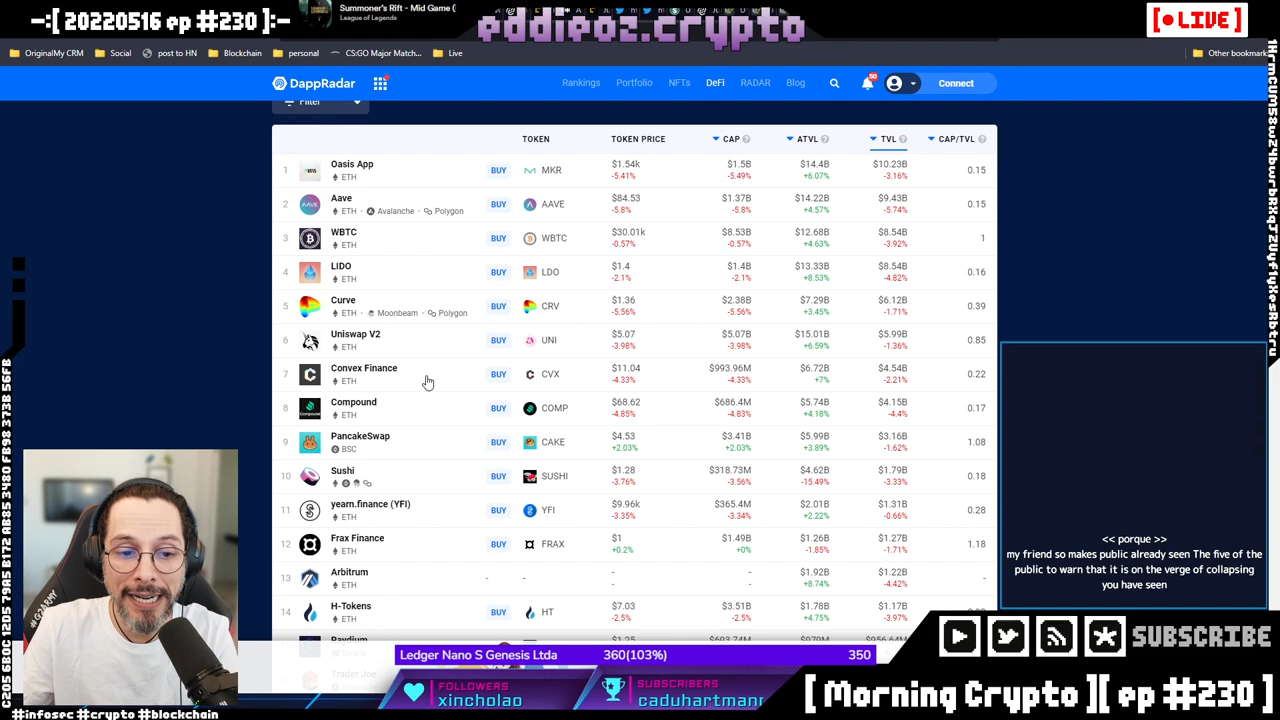 -:[ 20220516 ep #230 ]:-
Summoner's Rift - Mid Game (
League of Legends
eddieoz.crypto
[● LIVE ]
OriginalMy CRM
Social
post to HN
Blockchain
personal
CS:GO Major Match...
Live
Other bookmark
DappRadar
Rankings
Portfolio
NFTs
DeFi
RADAR
Blog
50
Connect
Filter
TOKEN TOKEN PRICE CAP ATVL TVL CAP/TVL
1 Oasis App BUY MKR $1.54k $1.5B $14.4B $10.23B 0.15
ETH -5.41% -5.49% +6.07% -3.16%
2 Aave BUY AAVE $84.53 $1.37B $14.22B $9.43B 0.15
ETH · Avalanche · Polygon -5.8% -5.8% +4.57% -5.74%
3 WBTC BUY WBTC $30.01k $8.53B $12.68B $8.54B 1
ETH -0.57% -0.57% +4.63% -3.92%
4 LIDO BUY LDO $1.4 $1.4B $13.33B $8.54B 0.16
ETH -2.1% -2.1% +8.53% -4.82%
5 Curve BUY CRV $1.36 $2.38B $7.29B $6.12B 0.39
ETH · Moonbeam · Polygon -5.56% -5.56% +3.45% -1.71%
6 Uniswap V2 BUY UNI $5.07 $5.07B $15.01B $5.99B 0.85
ETH -3.98% -3.98% +6.59% -1.36%
7 Convex Finance BUY CVX $11.04 $993.96M $6.72B $4.54B 0.22
ETH -4.33% -4.33% +7% -2.21%
8 Compound BUY COMP $68.62 $686.4M $5.74B $4.15B 0.17
ETH -4.85% -4.83% +4.18% -4.4%
9 PancakeSwap BUY CAKE $4.53 $3.41B $5.99B $3.16B 1.08
BSC +2.03% +2.03% +3.89% -1.62%
10 Sushi BUY SUSHI $1.28 $318.73M $4.62B $1.79B 0.18
-3.76% -3.56% -15.49% -3.33%
11 yearn.finance (YFI) BUY YFI $9.96k $365.4M $2.01B $1.31B 0.28
ETH -3.35% -3.34% +2.22% -0.66%
12 Frax Finance BUY FRAX $1 $1.49B $1.26B $1.27B 1.18
ETH +0.2% +0% -1.85% -1.71%
13 Arbitrum - - - - $1.92B $1.22B -
ETH +8.74% -4.42%
14 H-Tokens BUY HT $7.03 $3.51B $1.78B $1.17B
ETH -2.5% -2.5% +4.75% -3.97%
Raydium $1.25 $693.74M $979M $956.64M
Trader Joe
<< porque >>
my friend so makes public already seen The five of the
public to warn that it is on the verge of collapsing
you have seen
Ledger Nano S Genesis Ltda 360(103%) 350
FOLLOWERS
xincholao
SUBSCRIBERS
caduhartmann
SUBSCRIBE
[ Morning Crypto ][ ep #230 ]
#infosec #crypto #blockchain